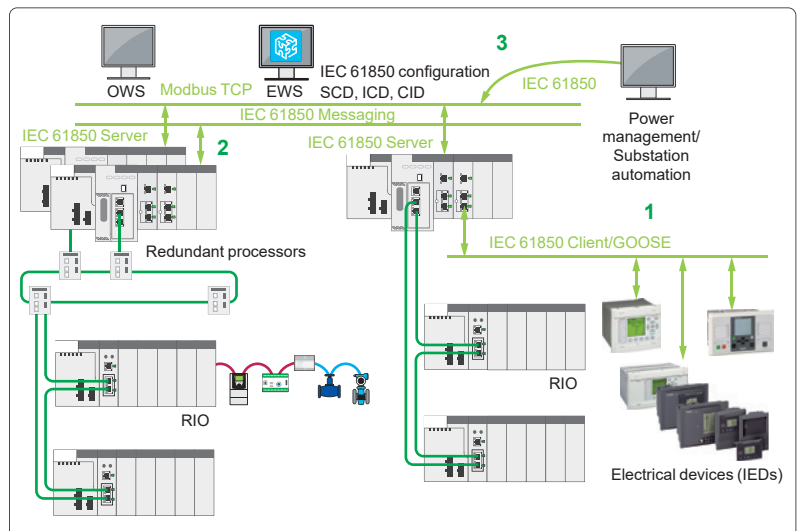 3
OWS
EWS
IEC 61850 configuration
SCD, ICD, CID
IEC 61850
Modbus TCP
IEC 61850 Messaging
Power
management/
Substation
automation
IEC 61850 Server
2
IEC 61850 Server
1
Redundant processors
IEC 61850 Client/GOOSE
RIO
RIO
Electrical devices (IEDs)